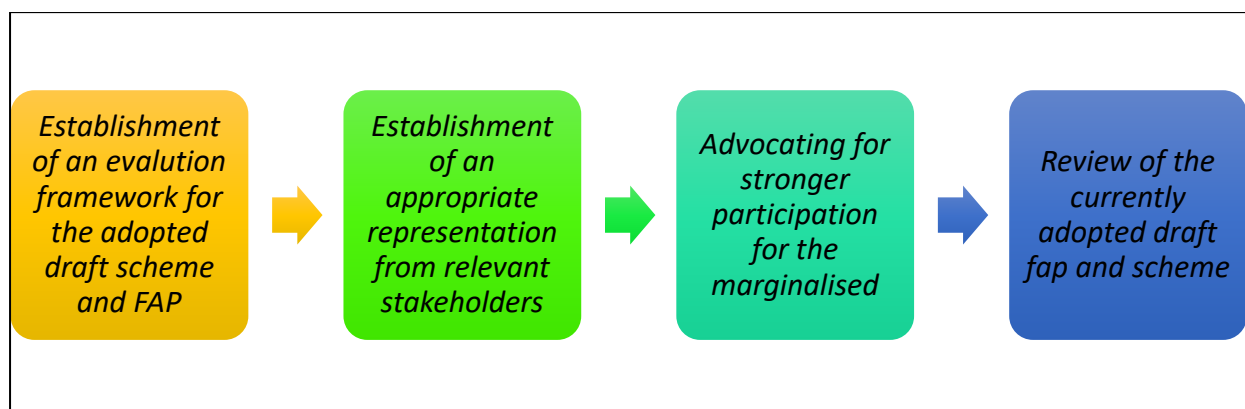 Establishment
of an evalution
framework for
the adopted
draft scheme
and FAP
Establishment
of an
appropriate
representation
from relevant
stakeholders
Advocating for
stronger
participation
for the
marginalised
Review of the
currently
adopted draft
fap and scheme